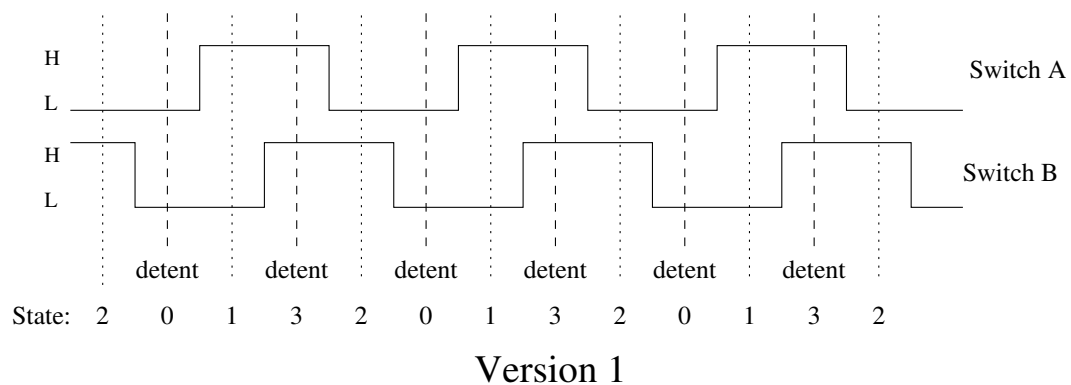 H
L
Switch A
H
L
Switch B
detent detent detent detent detent detent
State: 2 0 1 3 2 0 1 3 2 0 1 3 2
Version 1